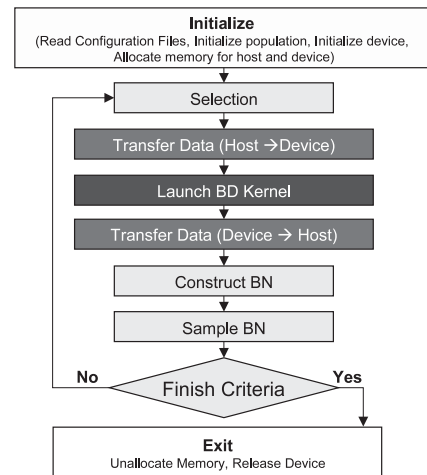 Initialize
(Read Configuration Files, Initialize population, Initialize device,
Allocate memory for host and device)
Selection
Transfer Data (Host →Device)
Launch BD Kernel
Transfer Data (Device → Host)
Construct BN
Sample BN
No
Finish Criteria
Yes
Exit
Unallocate Memory, Release Device